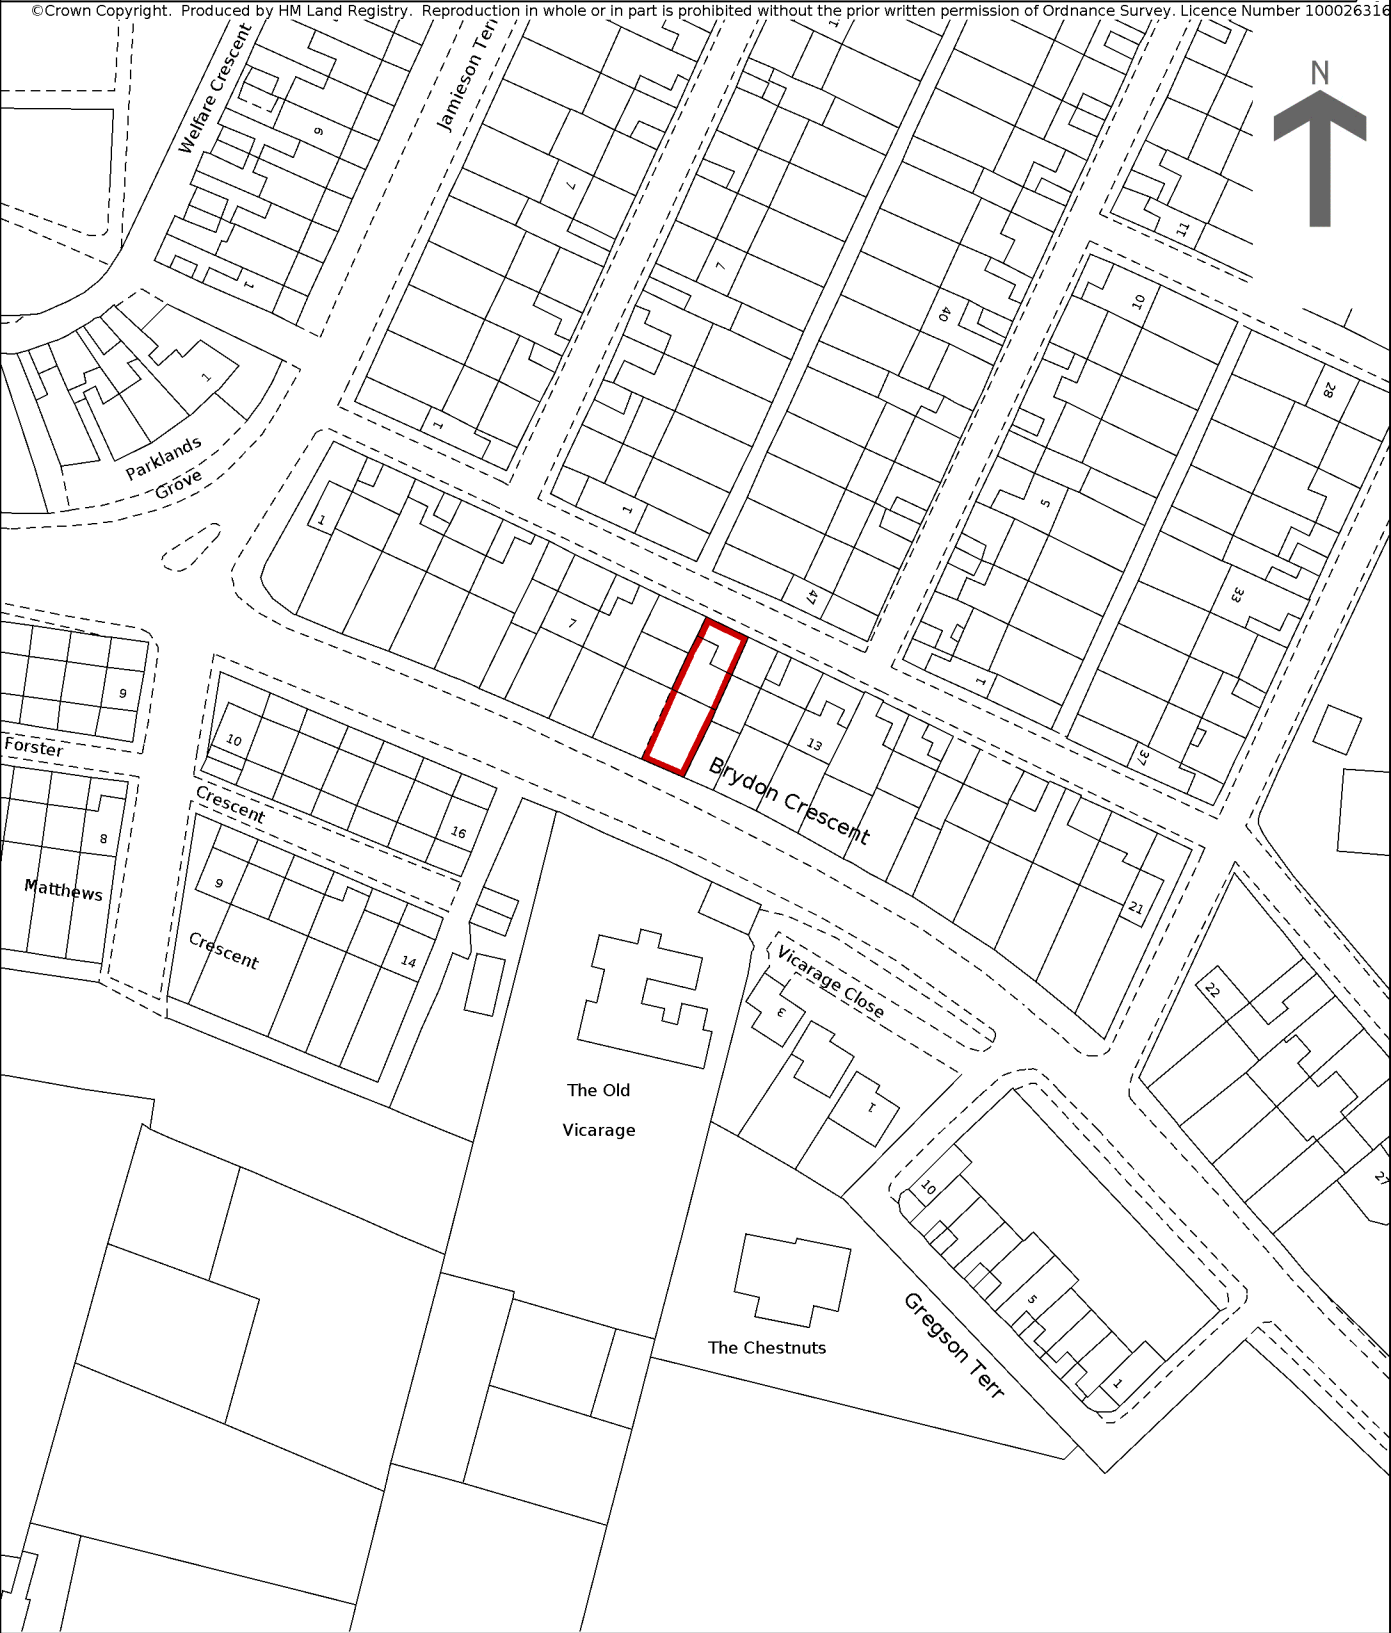 ©Crown Copyright. Produced by HM Land Registry. Reproduction in whole or in part is prohibited without the prior written permission of Ordnance Survey. Licence Number 100026316
N
Welfare Crescent
Jamieson Terr
9
7
7
40
11
10
28
1
1
Parklands
Grove
1
1
1
5
47
33
7
1
37
9
10
Forster
13
Brydon Crescent
Crescent
16
8
9
Matthews
21
Crescent
14
Vicarage Close
22
3
The Old
Vicarage
1
10
27
5
The Chestnuts
Gregson Terr
1